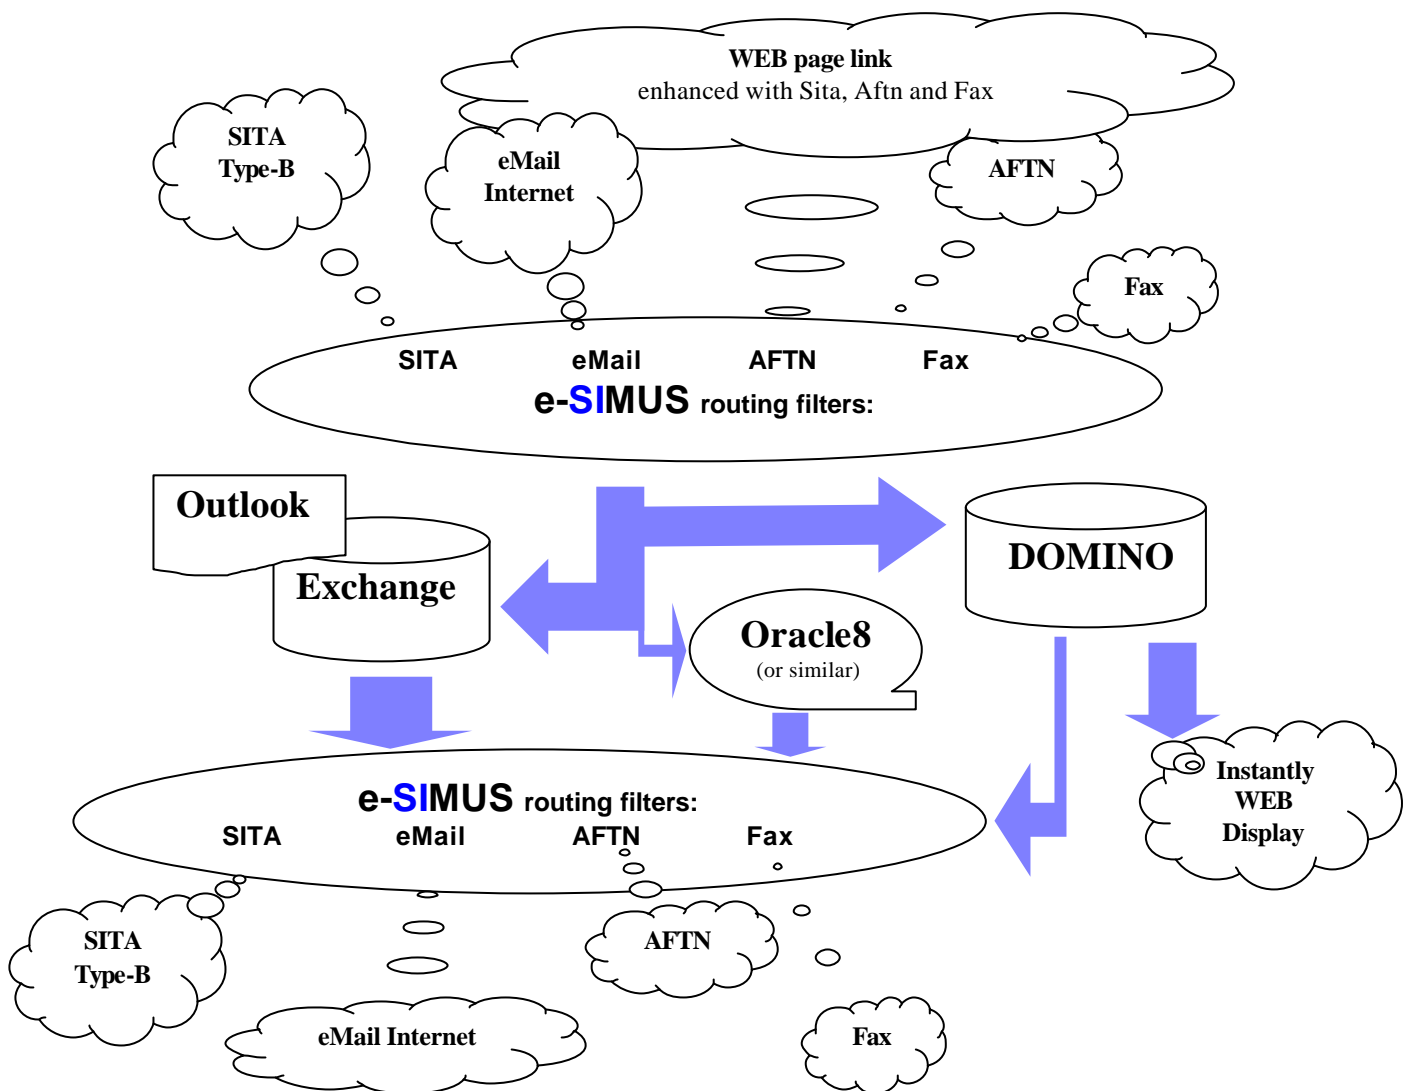 WEB page link
enhanced with Sita, Aftn and Fax
SITA
Type-B
eMail
Internet
AFTN
Fax
SITA eMail AFTN Fax
e-SIMUS routing filters:
Outlook
Exchange
DOMINO
Oracle8
(or similar)
Instantly
WEB
Display
e-SIMUS routing filters:
SITA eMail AFTN Fax
SITA
Type-B
AFTN
eMail Internet
Fax